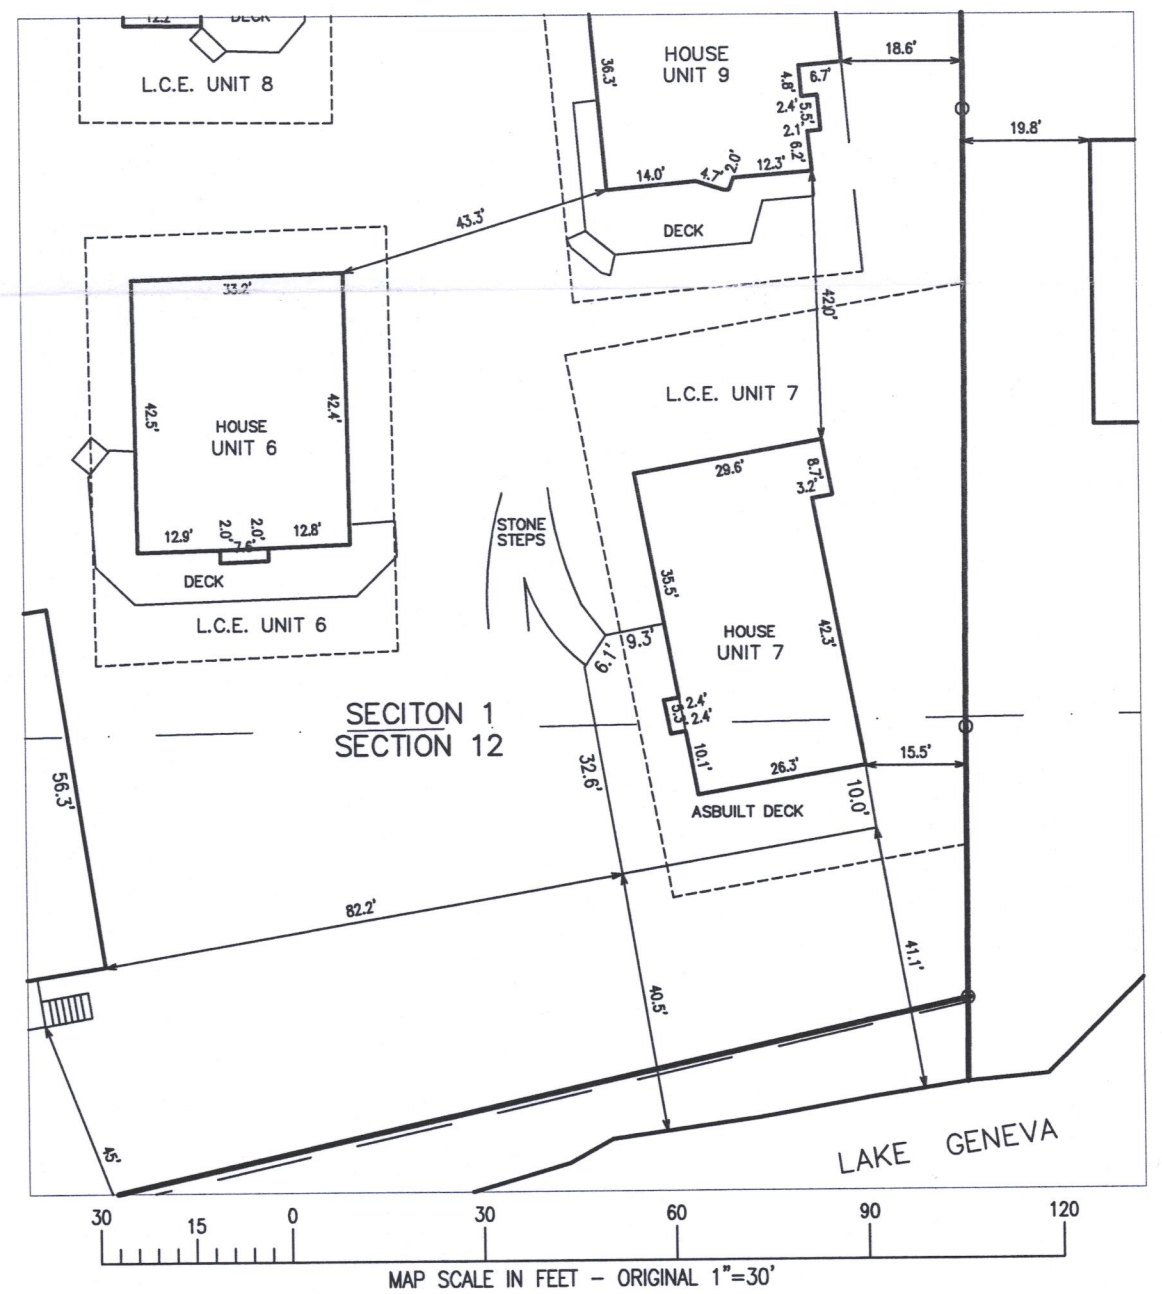 12.2'
DECK
L.C.E. UNIT 8
36.3'
HOUSE
UNIT 9
18.6'
4.8'
6.7'
2.4'
5.5'
2.1'
6.2'
19.8'
14.0'
4.7'
2.0'
12.3'
DECK
43.3'
33.2'
42.0'
L.C.E. UNIT 7
42.5'
42.4'
HOUSE
UNIT 6
29.6'
8.7'
3.2'
STONE
STEPS
12.9'
2.0'
2.0'
7.6'
12.8'
DECK
L.C.E. UNIT 6
35.5'
9.3'
6.1'
HOUSE
UNIT 7
42.3'
2.4'
5.3'
2.4'
SECITON 1
SECTION 12
10.1'
26.3'
15.5'
32.6'
10.0'
56.3'
ASBUILT DECK
82.2'
41.1'
40.5'
45'
LAKE GENEVA
30 15 0 30 60 90 120
MAP SCALE IN FEET - ORIGINAL 1"=30'